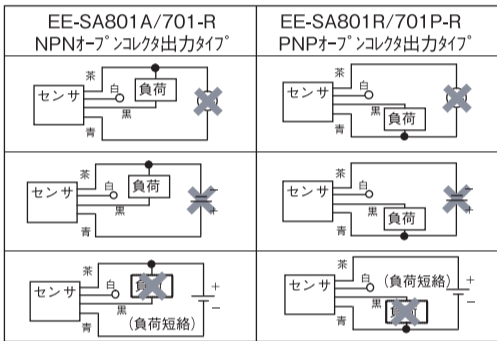 EE-SA801A/701-R
NPNオープンコレクタ出力タイプ
EE-SA801R/701P-R
PNPオープンコレクタ出力タイプ
茶
センサ
白
負荷
黒
青
茶
センサ
白
黒
負荷
青
茶
センサ
白
負荷
黒
青
－
＋
茶
センサ
白
黒
負荷
青
－
＋
茶
センサ
白
黒
(負荷短絡)
青
＋
－
茶
センサ
白
(負荷短絡)
黒
青
＋
－